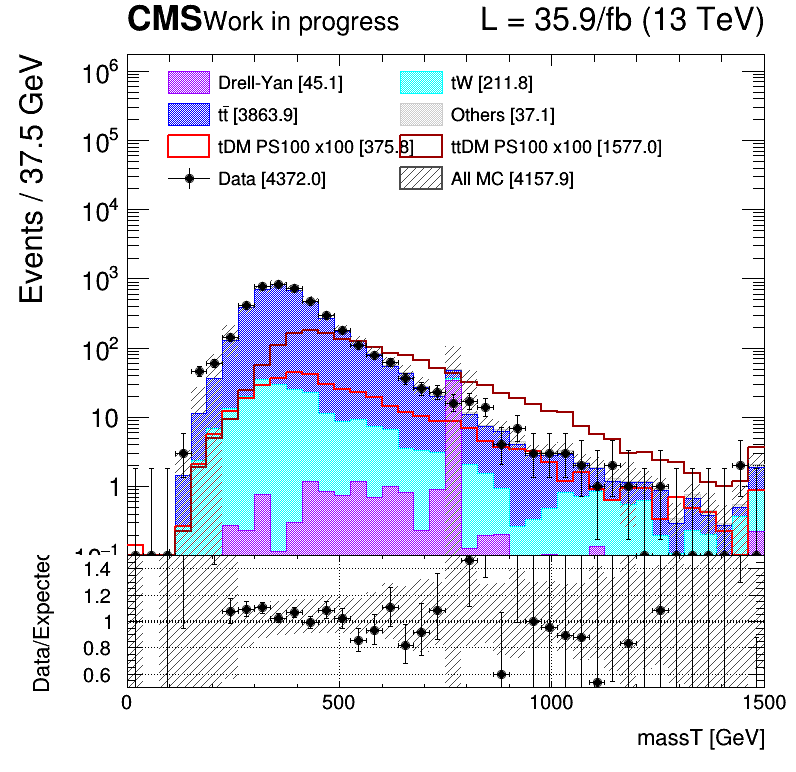 CMS Work in progress L = 35.9/fb (13 TeV)
Events / 37.5 GeV
10⁶
10⁵
10⁴
10³
10²
10
1
10⁻¹
Drell-Yan [45.1] tW [211.8]
tt̄ [3863.9] Others [37.1]
tDM PS100 x100 [375.8] ttDM PS100 x100 [1577.0]
Data [4372.0] All MC [4157.9]
Data/Expected
1.4
1.2
1
0.8
0.6
0 500 1000 1500
massT [GeV]